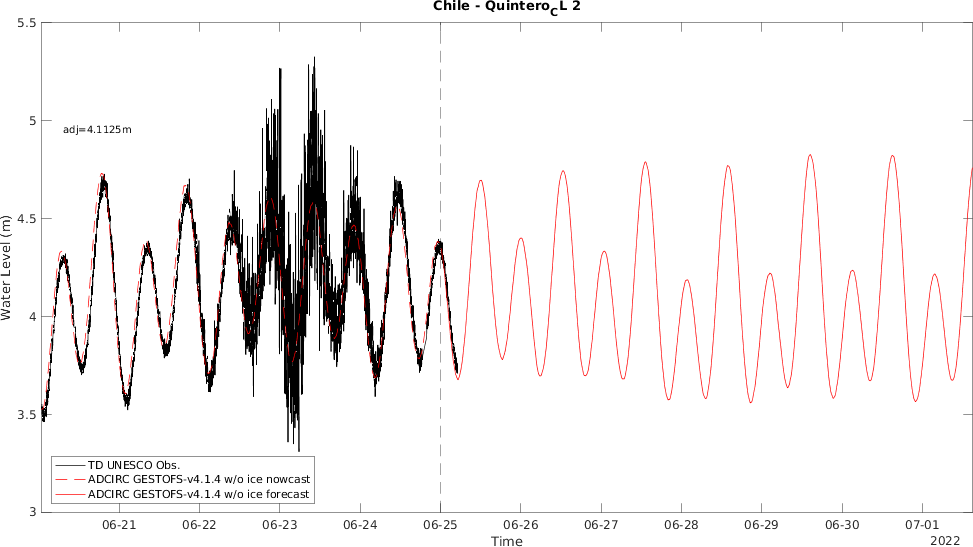 Chile - Quintero_CL 2
5.5
5
4.5
4
3.5
3
Water Level (m)
adj=4.1125m
TD UNESCO Obs.
ADCIRC GESTOFS-v4.1.4 w/o ice nowcast
ADCIRC GESTOFS-v4.1.4 w/o ice forecast
06-21 06-22 06-23 06-24 06-25 06-26 06-27 06-28 06-29 06-30 07-01
Time
2022